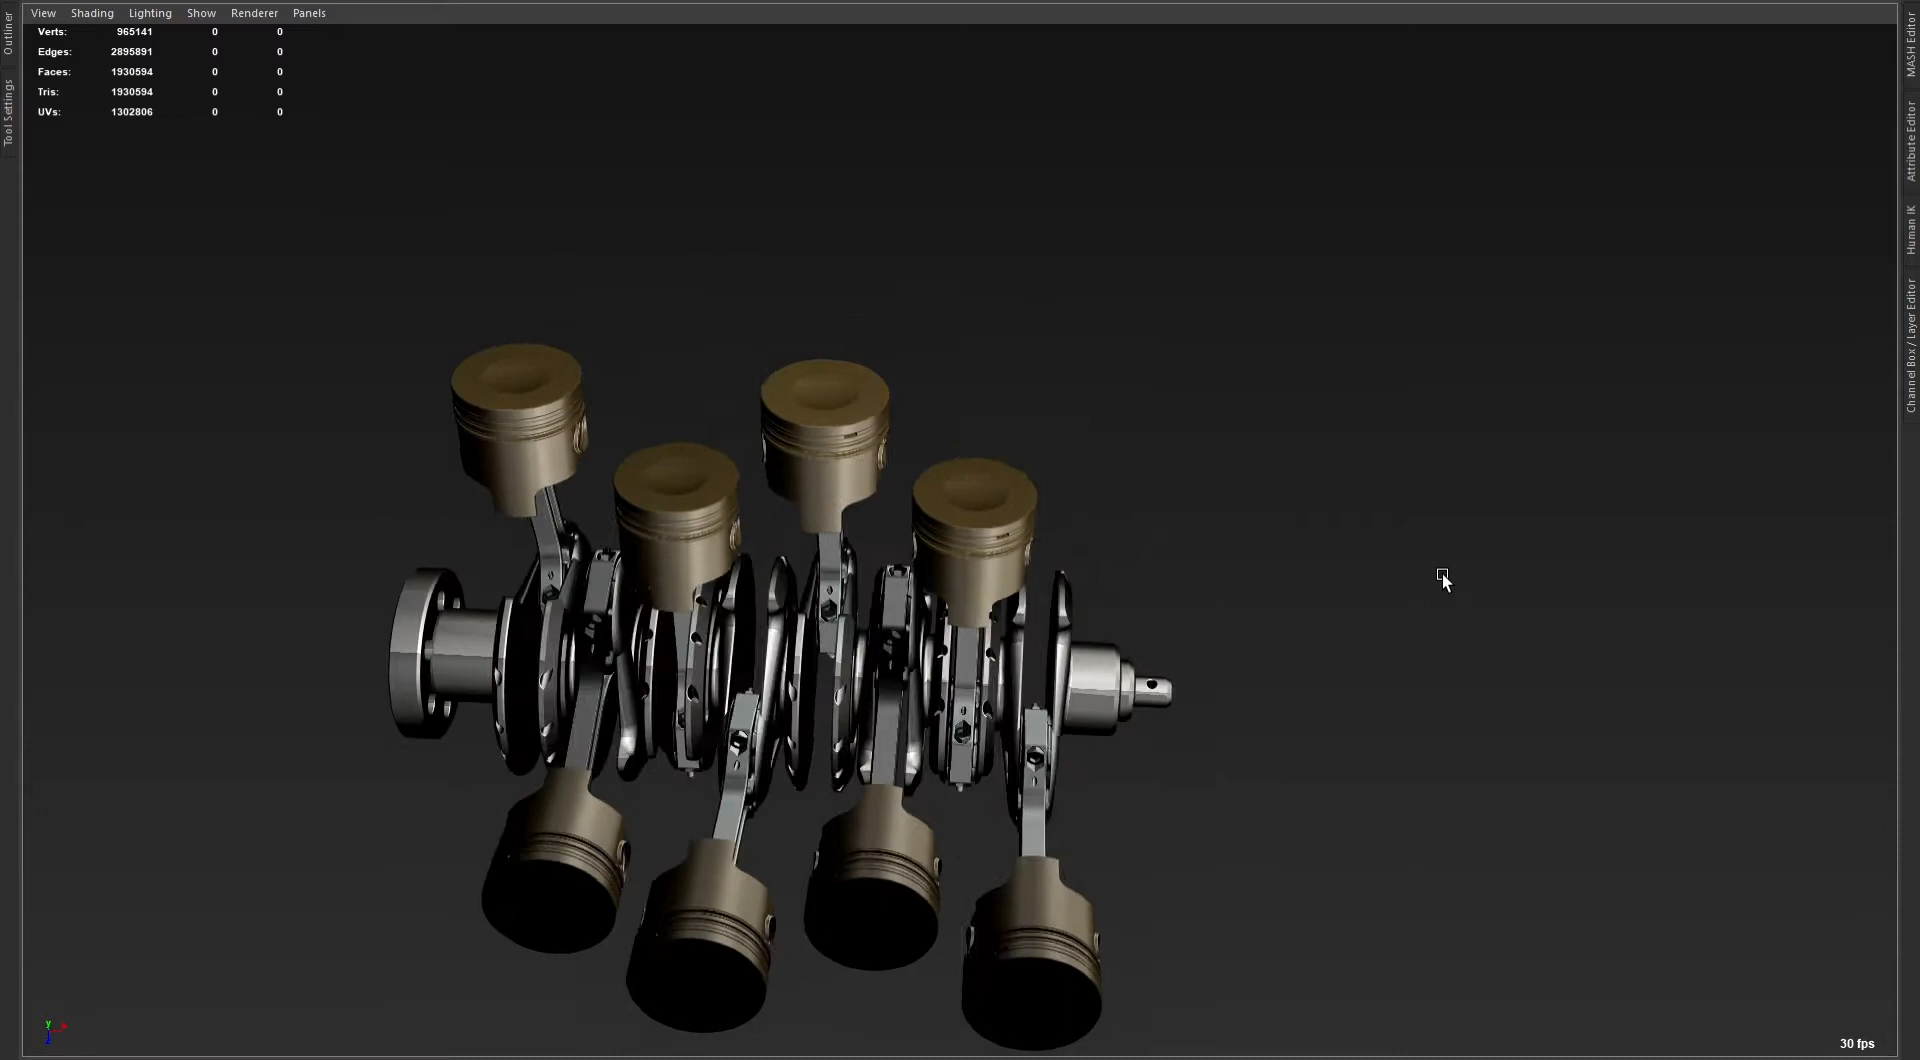 View Shading Lighting Show Renderer Panels
Verts: 965141 0 0
Edges: 2895891 0 0
Faces: 1930594 0 0
Tris: 1930594 0 0
UVs: 1302806 0 0
Outliner
Tool Settings
MASH Editor
Attribute Editor
Human IK
Channel Box / Layer Editor
y
x
z
30 fps